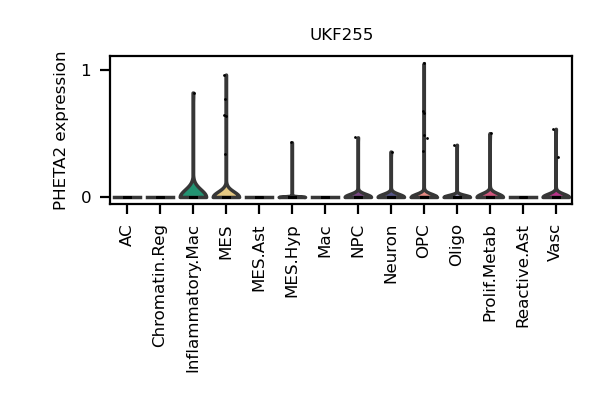 UKF255
PHETA2 expression
1
0
AC
Chromatin.Reg
Inflammatory.Mac
MES
MES.Ast
MES.Hyp
Mac
NPC
Neuron
OPC
Oligo
Prolif.Metab
Reactive.Ast
Vasc